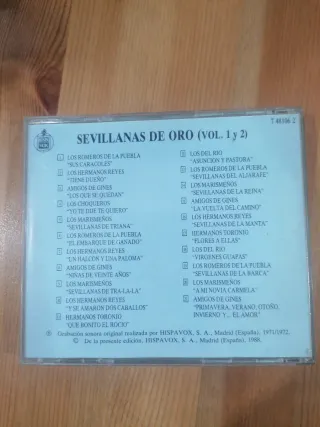 7 48106 2
SEVILLANAS DE ORO (VOL. 1 y 2)
LOS ROMEROS DE LA PUEBLA
"SUS CARACOLES"
LOS HERMANOS REYES
"TIENE DUEÑO"
AMIGOS DE GINES
"LOS QUE SE QUEDAN"
LOS CHOQUEROS
"TU TE DIJE TE QUIERO"
LOS MARISMEÑOS
"SEVILLANAS DE TRIANA"
LOS ROMEROS DE LA PUEBLA
"EL EMBARQUE DE GANADO"
LOS HERMANOS REYES
"UN HALCON Y UNA PALOMA"
AMIGOS DE GINES
"NINAS DE VEINTE AÑOS"
LOS MARISMEÑOS
"SEVILLANAS DE TRA-LA-LA"
LOS HERMANOS REYES
"Y SE AMARON DOS CABALLOS"
HERMANOS TORONJO
"QUE BONITO EL ROCIO"
LOS DEL RIO
"ASUNCION Y PASTORA"
LOS ROMEROS DE LA PUEBLA
"SEVILLANAS DEL ALJARAFE"
LOS MARISMEÑOS
"SEVILLANAS DE LA REINA"
AMIGOS DE GINES
"LA VUELTA DEL CAMINO"
LOS HERMANOS REYES
"SEVILLANAS DE LA MANTA"
HERMANOS TORONJO
"FLORES A ELLAS"
LOS DEL RIO
"VIRGENES GUAPAS"
LOS ROMEROS DE LA PUEBLA
"SEVILLANAS DE LA BARCA"
LOS MARISMEÑOS
"A MI NOVIA CARMELA"
AMIGOS DE GINES
"PRIMAVERA, VERANO, OTOÑO,
INVIERNO Y... EL AMOR"
Ⓟ Grabación sonora original realizada por HISPAVOX, S. A., Madrid (España), 1971/1972.
© De la presente edición, HISPAVOX, S. A., Madrid (España), 1988.